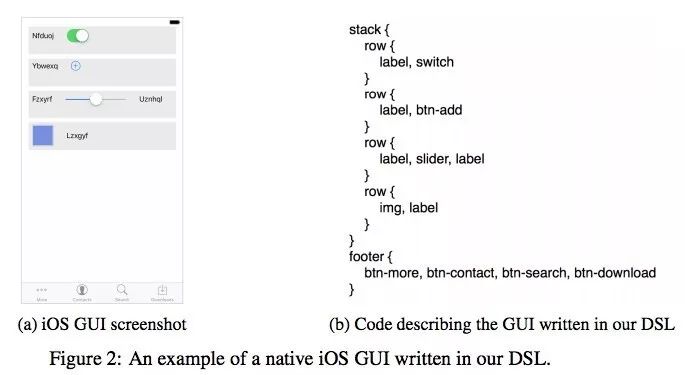 Nfduoj
Ybwexq
Fzxyrf Uznhql
Lzxgyf
More Contacts Search Downloads
(a) iOS GUI screenshot
stack {
row {
label, switch
}
row {
label, btn-add
}
row {
label, slider, label
}
row {
img, label
}
}
footer {
btn-more, btn-contact, btn-search, btn-download
}
(b) Code describing the GUI written in our DSL
Figure 2: An example of a native iOS GUI written in our DSL.